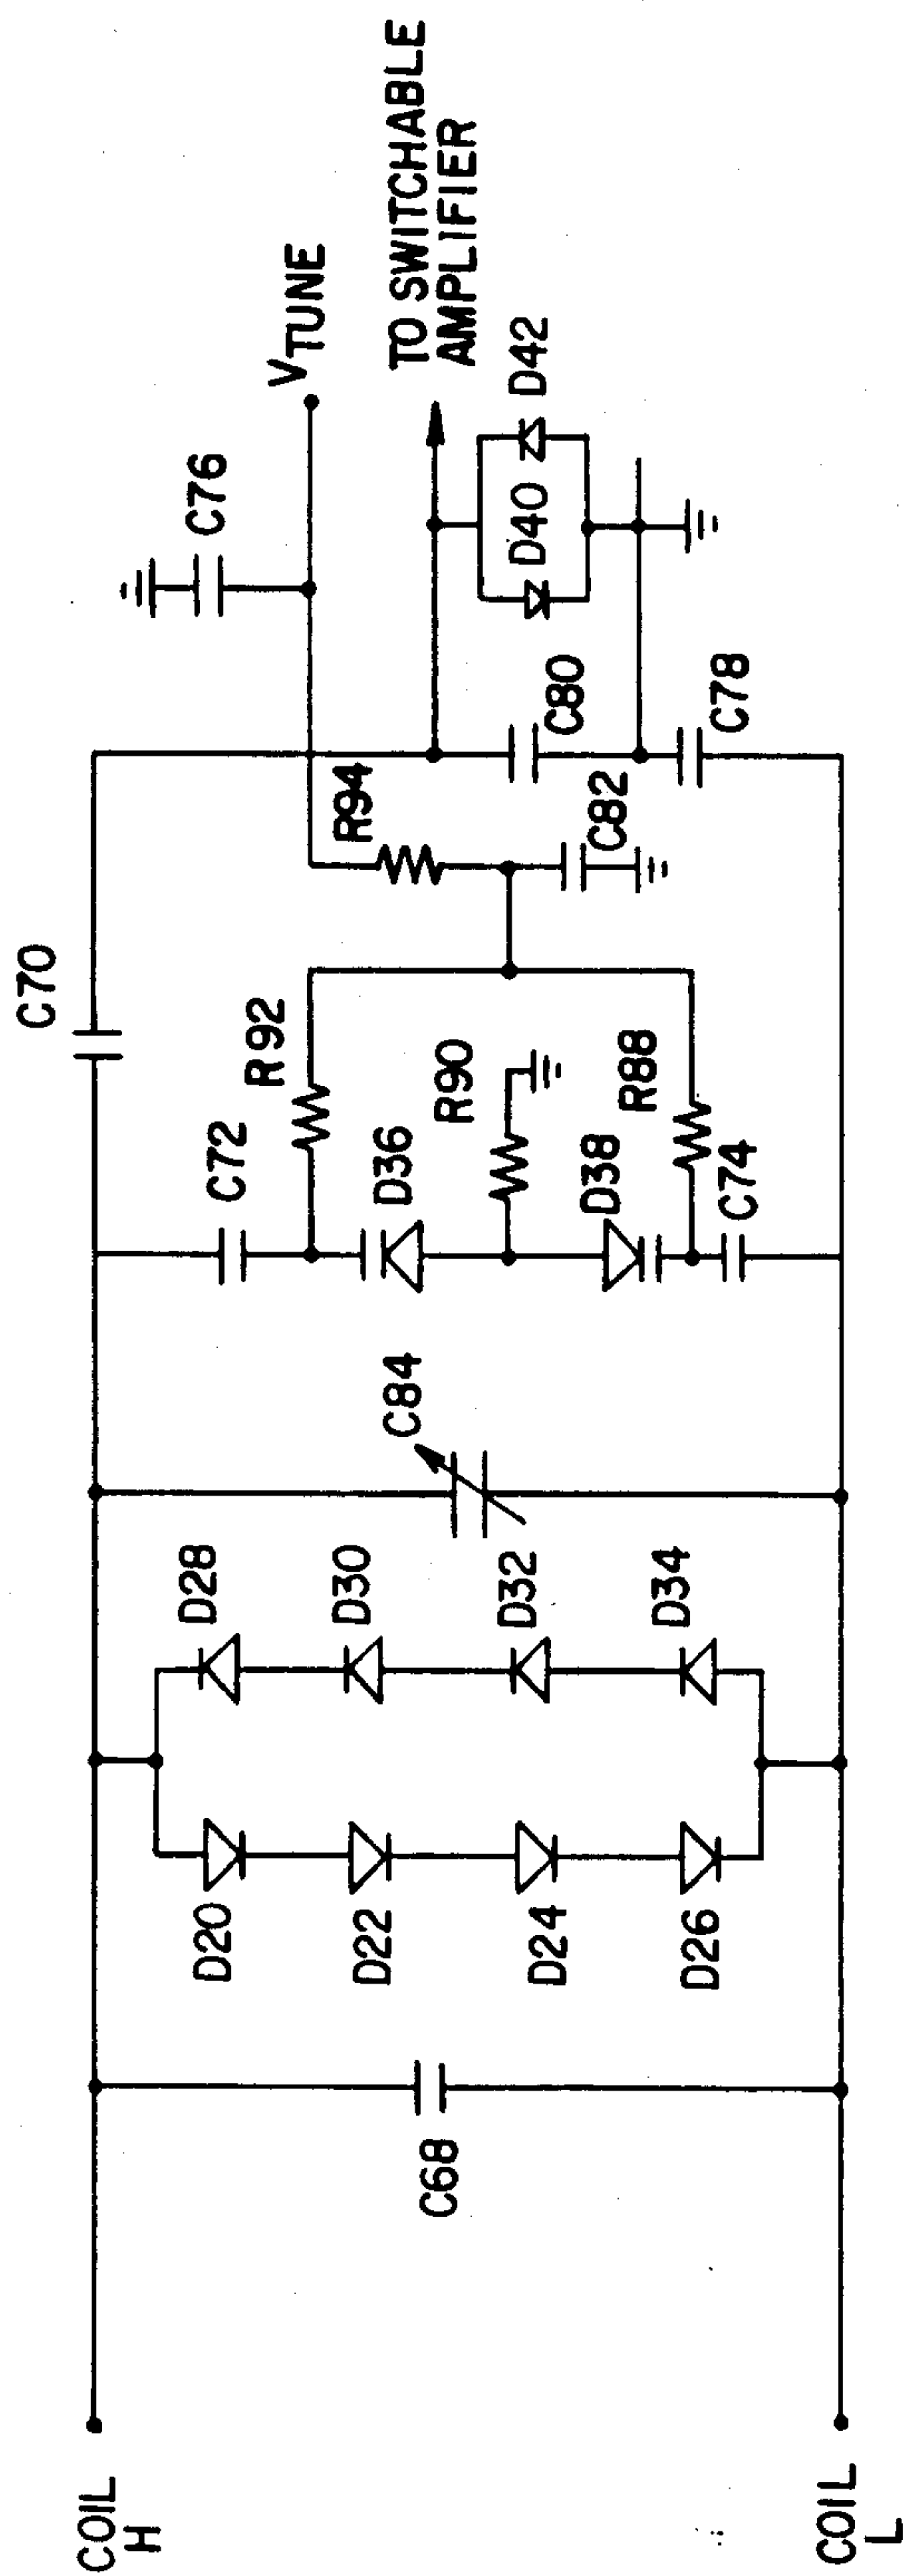 COIL
H
COIL
L
C68
D20
D22
D24
D26
D28
D30
D32
D34
C84
C72
D36
D38
C74
R92
R90
R88
C70
R94
C82
C80
C78
C76
VTUNE
TO SWITCHABLE
AMPLIFIER
D40
D42